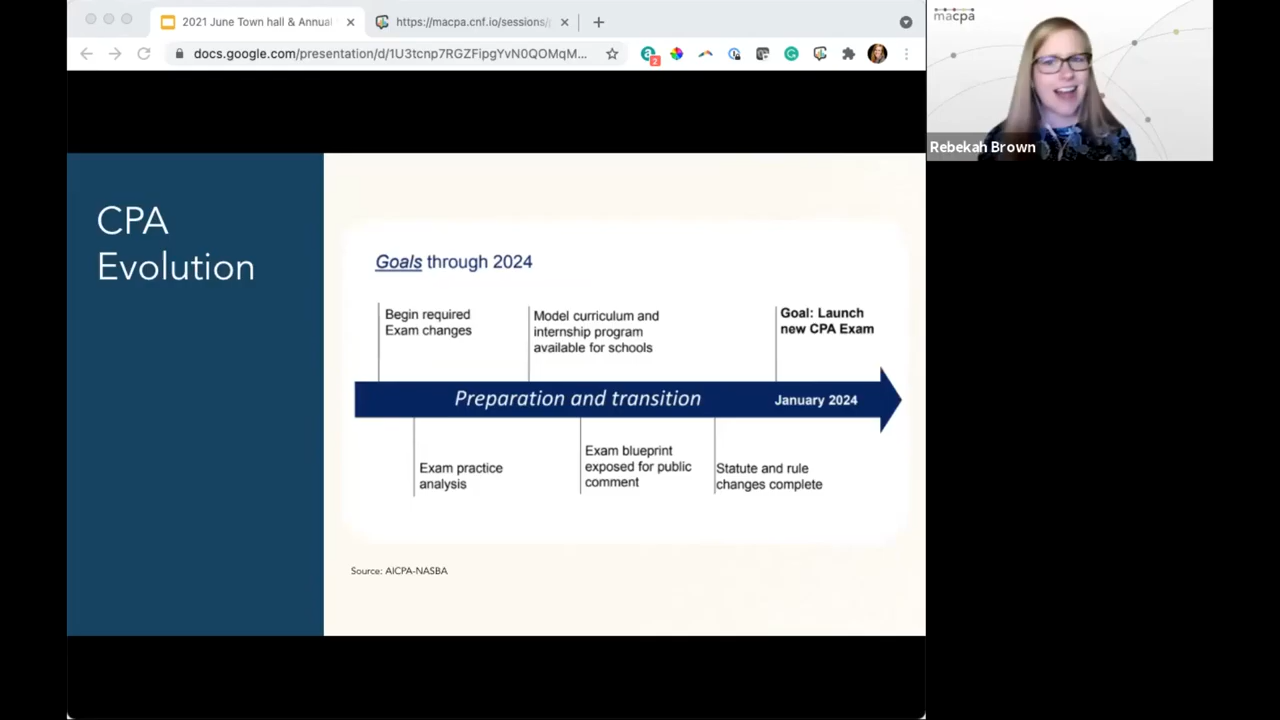 2021 June Town hall & Annual
https://macpa.cnf.io/sessions/
docs.google.com/presentation/d/1U3tcnp7RGZFipgYvN0QOMqM...
2
macpa
Rebekah Brown
CPA
Evolution
Goals through 2024
Begin required
Exam changes
Model curriculum and
internship program
available for schools
Goal: Launch
new CPA Exam
Preparation and transition
January 2024
Exam practice
analysis
Exam blueprint
exposed for public
comment
Statute and rule
changes complete
Source: AICPA-NASBA